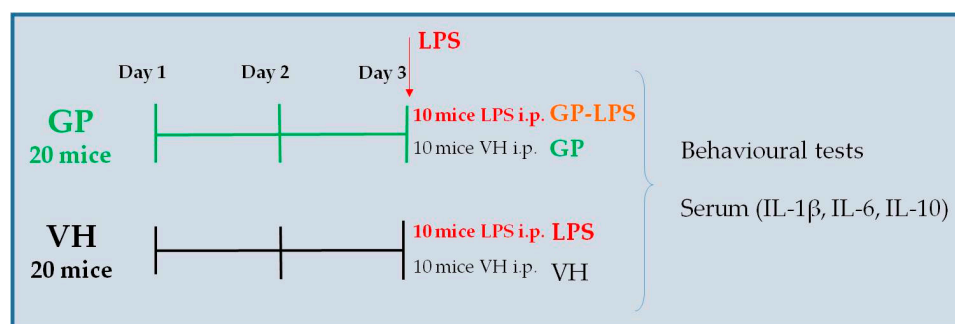 LPS
Day 1 Day 2 Day 3
GP
20 mice
10 mice LPS i.p. GP-LPS
10 mice VH i.p. GP
Behavioural tests
Serum (IL-1β, IL-6, IL-10)
VH
20 mice
10 mice LPS i.p. LPS
10 mice VH i.p. VH